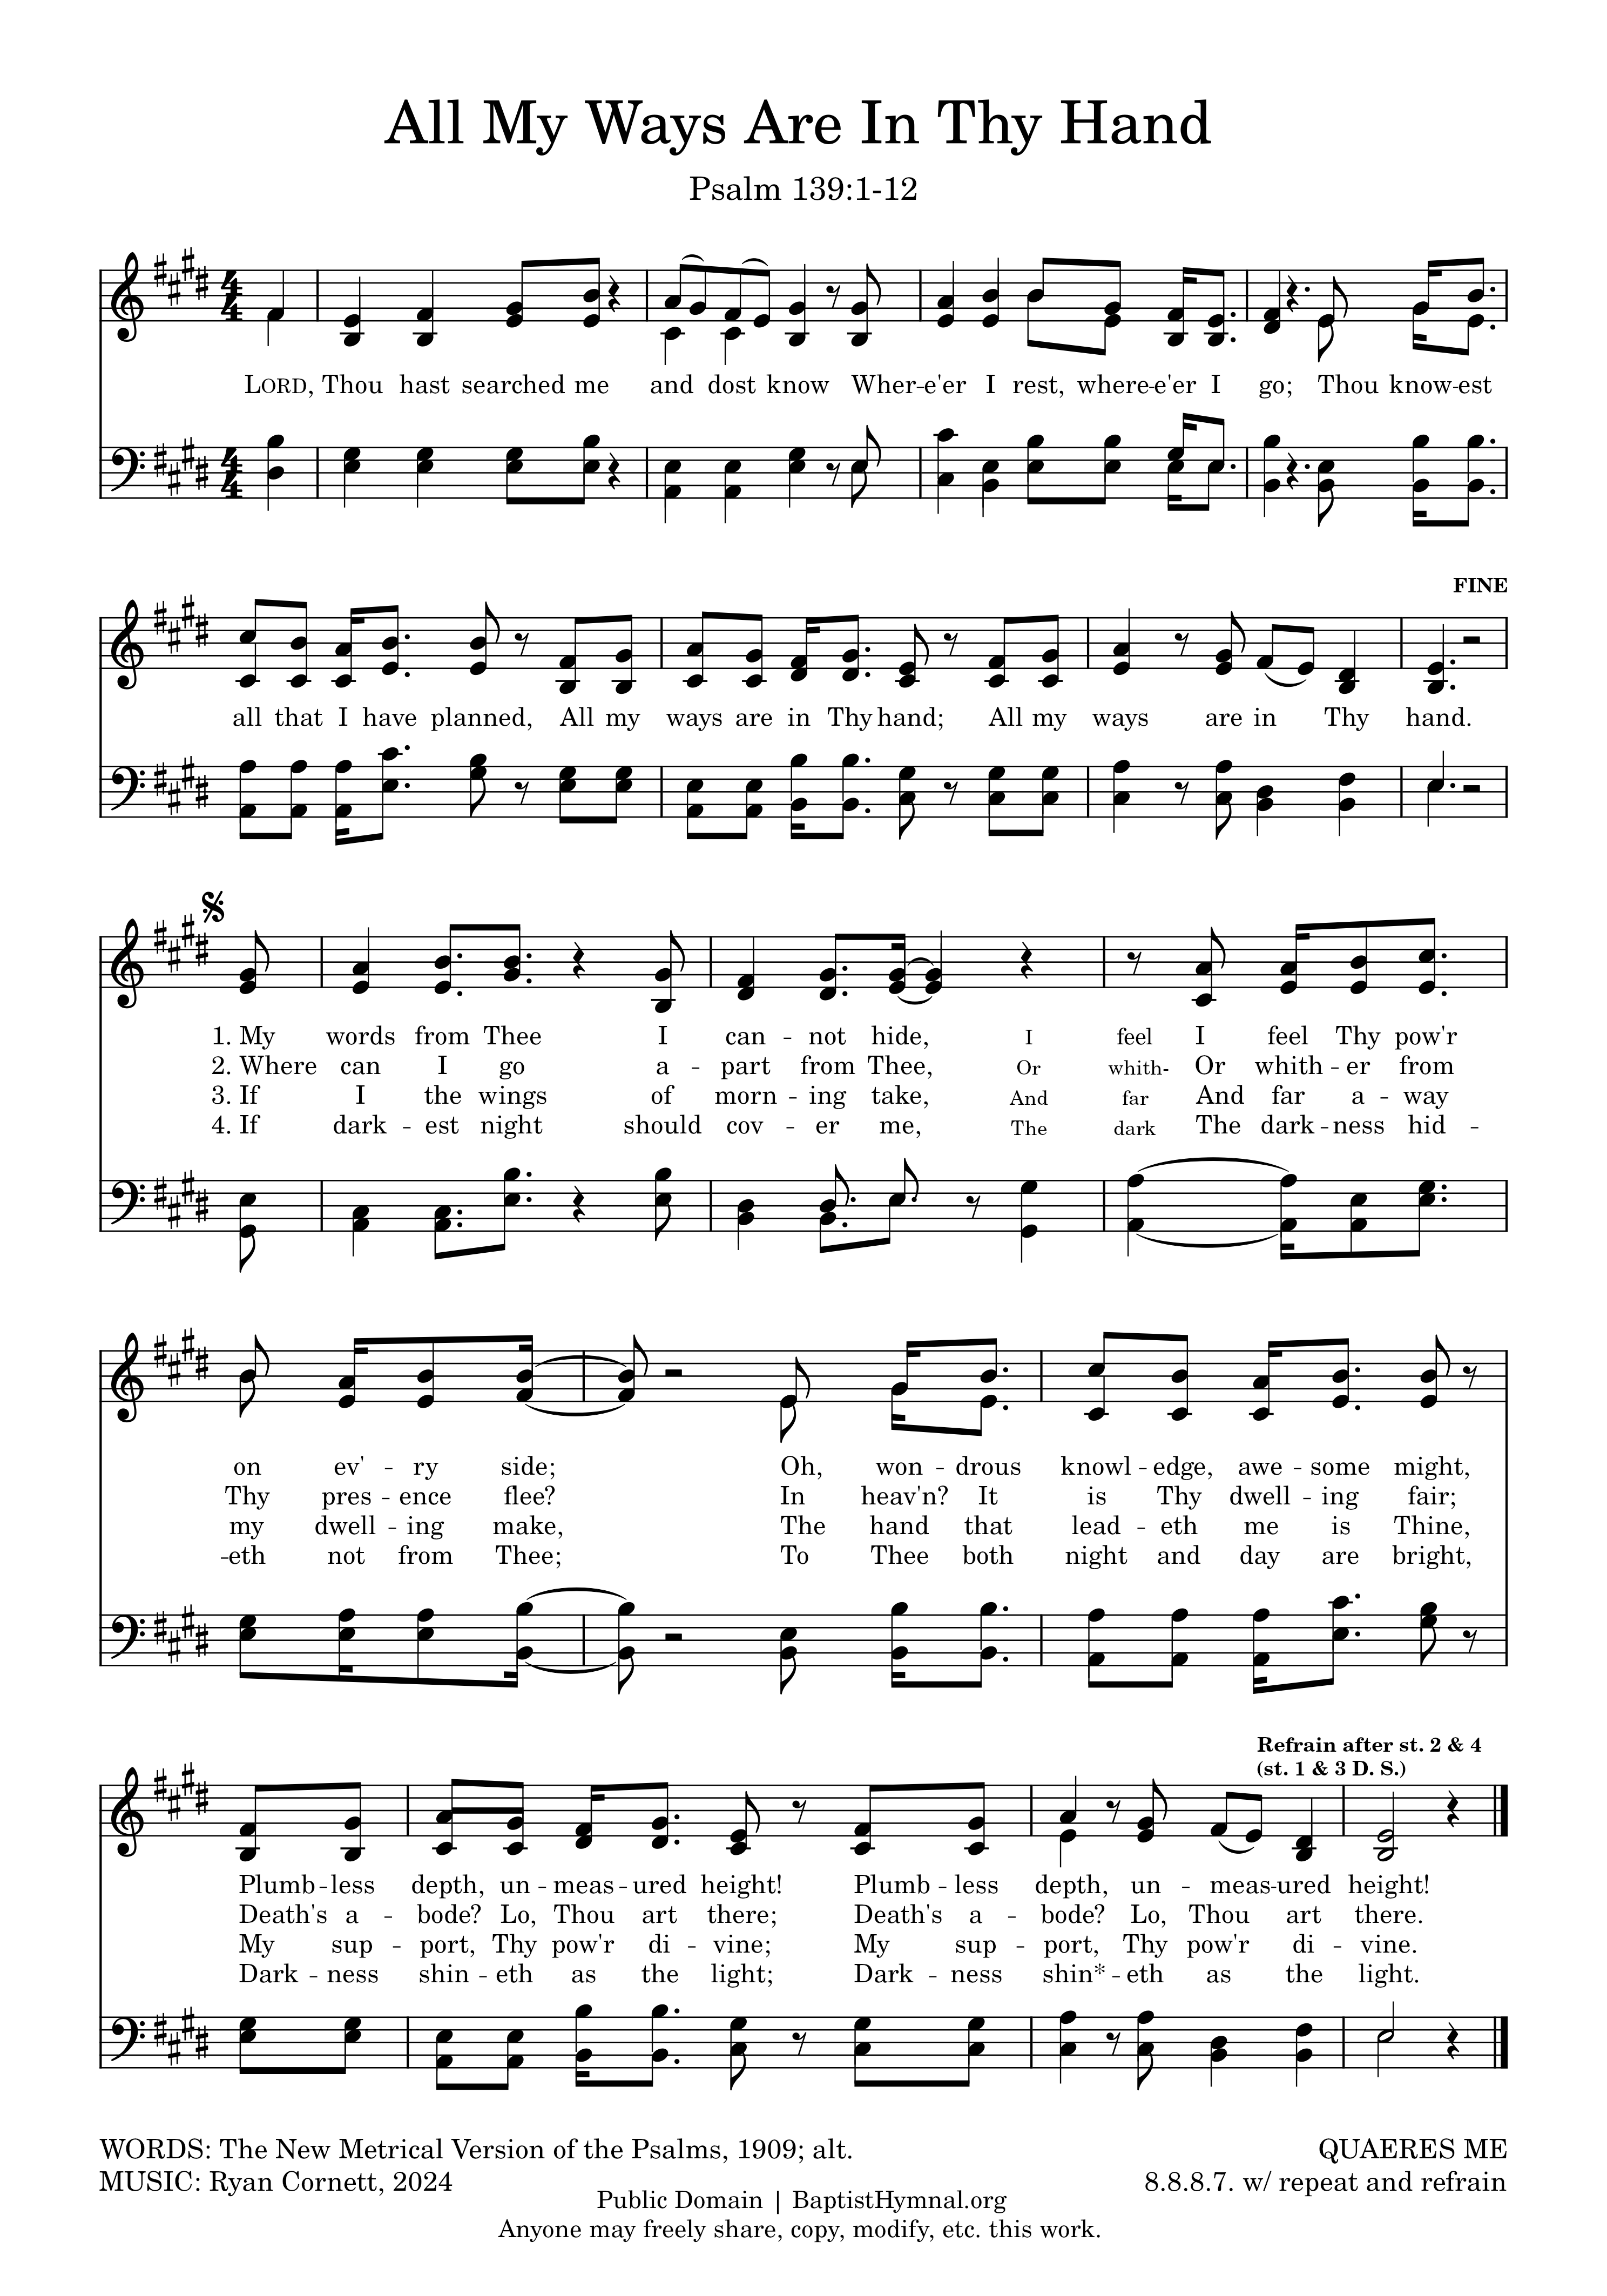 All My Ways Are In Thy Hand
Psalm 139:1-12
LORD, Thou hast searched me and dost know Wher-e'er I rest, where-e'er I go; Thou know-est
FINE
all that I have planned, All my ways are in Thy hand; All my ways are in Thy hand.
1. My words from Thee I can - not hide, I feel I feel Thy pow'r
2. Where can I go a - part from Thee, Or whith- Or whith - er from
3. If I the wings of morn - ing take, And far And far a - way
4. If dark - est night should cov - er me, The dark The dark - ness hid -
on ev' - ry side; Oh, won - drous knowl - edge, awe - some might,
Thy pres - ence flee? In heav'n? It is Thy dwell - ing fair;
my dwell - ing make, The hand that lead - eth me is Thine,
-eth not from Thee; To Thee both night and day are bright,
Refrain after st. 2 & 4
(st. 1 & 3 D. S.)
Plumb - less depth, un - meas - ured height! Plumb - less depth, un - meas-ured height!
Death's a - bode? Lo, Thou art there; Death's a - bode? Lo, Thou art there.
My sup - port, Thy pow'r di - vine; My sup - port, Thy pow'r di - vine.
Dark - ness shin - eth as the light; Dark - ness shin* - eth as the light.
WORDS: The New Metrical Version of the Psalms, 1909; alt.
QUAERES ME
MUSIC: Ryan Cornett, 2024
8.8.8.7. w/ repeat and refrain
Public Domain | BaptistHymnal.org
Anyone may freely share, copy, modify, etc. this work.